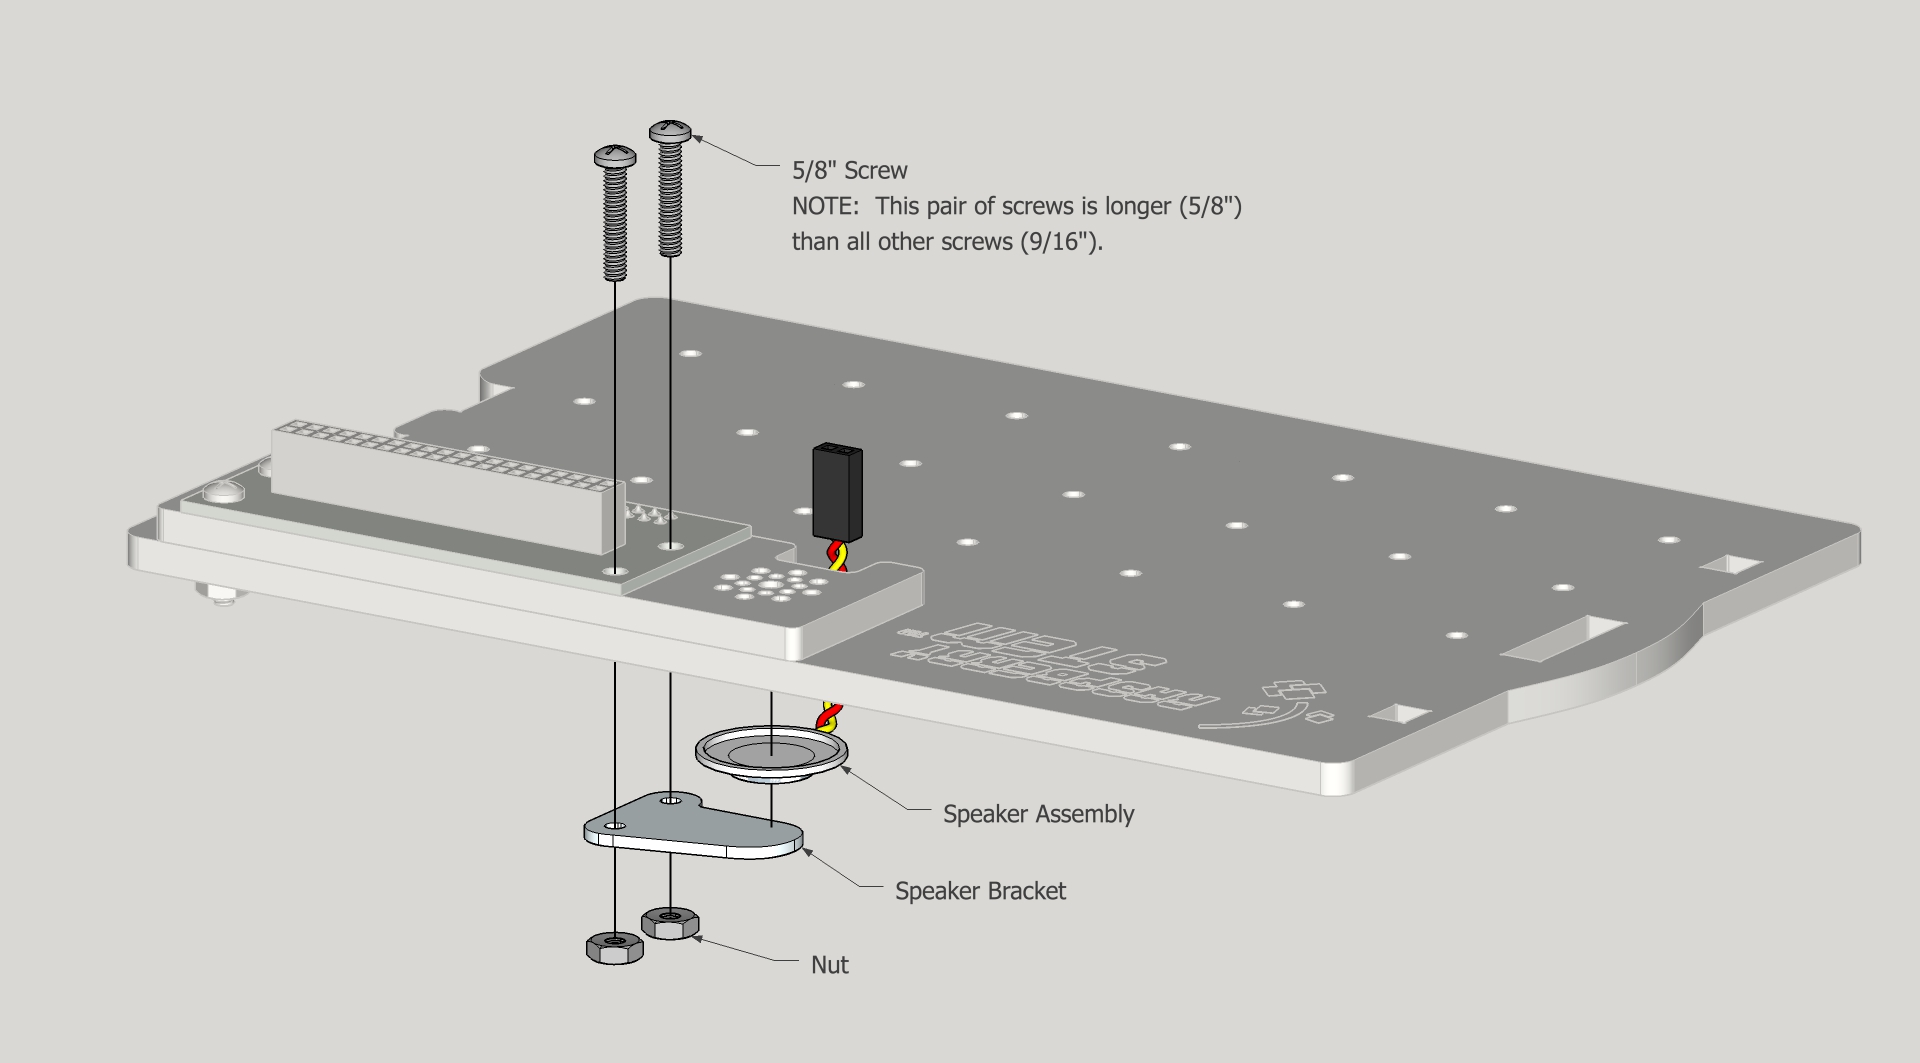 5/8" Screw
NOTE:  This pair of screws is longer (5/8")
than all other screws (9/16").
Speaker Assembly
Speaker Bracket
Nut